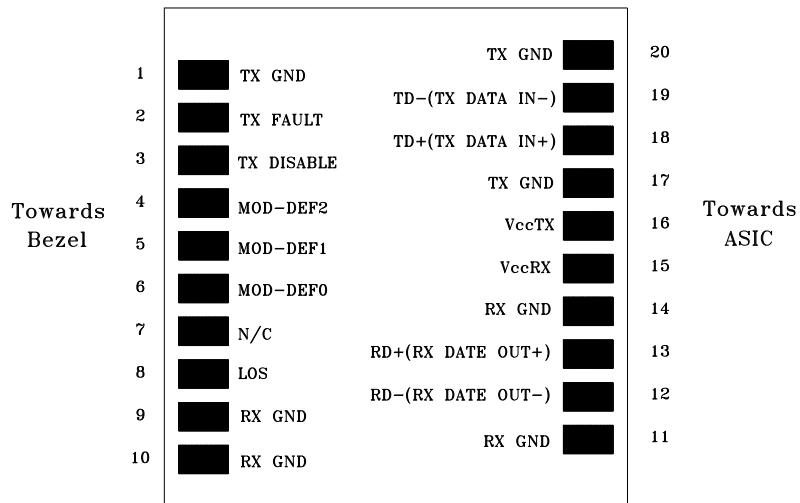 Towards
Bezel
1 TX GND
2 TX FAULT
3 TX DISABLE
4 MOD-DEF2
5 MOD-DEF1
6 MOD-DEF0
7 N/C
8 LOS
9 RX GND
10 RX GND
TX GND 20
TD-(TX DATA IN-) 19
TD+(TX DATA IN+) 18
TX GND 17
VccTX 16
VccRX 15
RX GND 14
RD+(RX DATE OUT+) 13
RD-(RX DATE OUT-) 12
RX GND 11
Towards
ASIC